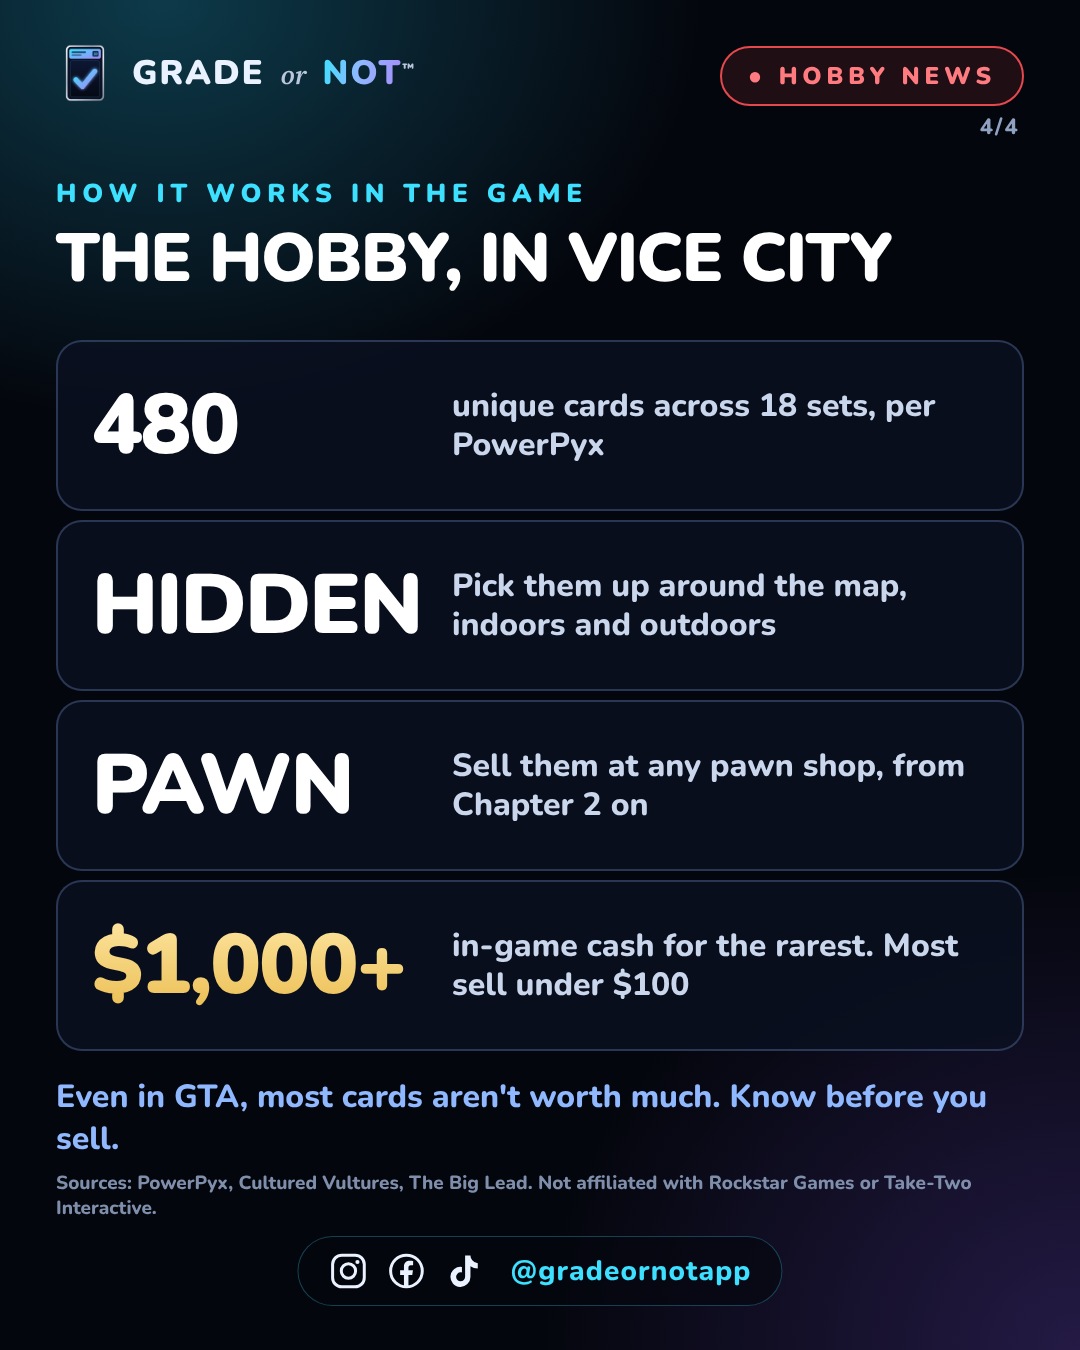 GRADE or NOT™
HOBBY NEWS
4/4
HOW IT WORKS IN THE GAME
THE HOBBY, IN VICE CITY
480
unique cards across 18 sets, per
PowerPyx
HIDDEN
Pick them up around the map,
indoors and outdoors
PAWN
Sell them at any pawn shop, from
Chapter 2 on
$1,000+
in-game cash for the rarest. Most
sell under $100
Even in GTA, most cards aren't worth much. Know before you
sell.
Sources: PowerPyx, Cultured Vultures, The Big Lead. Not affiliated with Rockstar Games or Take-Two
Interactive.
@gradeornotapp